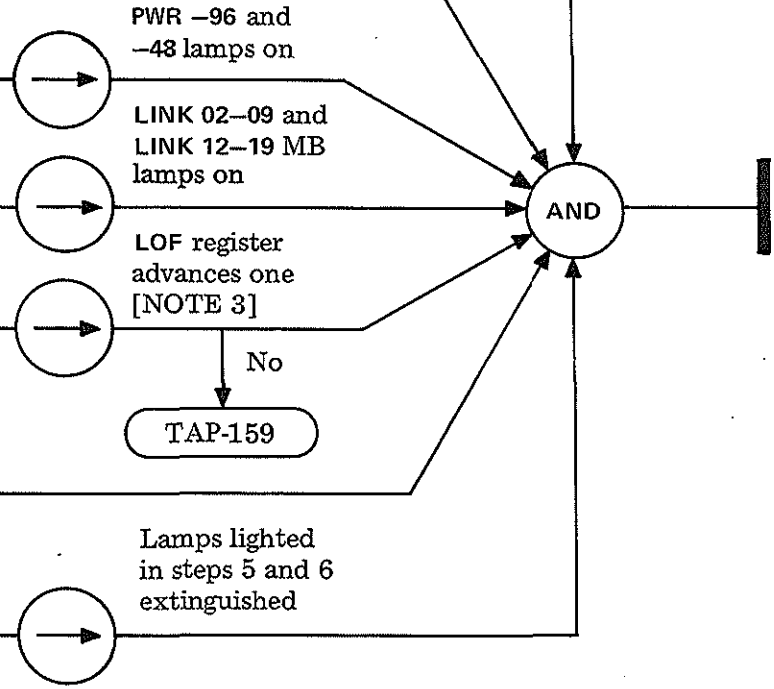 PWR –96 and
–48 lamps on
LINK 02–09 and
LINK 12–19 MB
lamps on
AND
LOF register
advances one
[NOTE 3]
No
TAP-159
Lamps lighted
in steps 5 and 6
extinguished